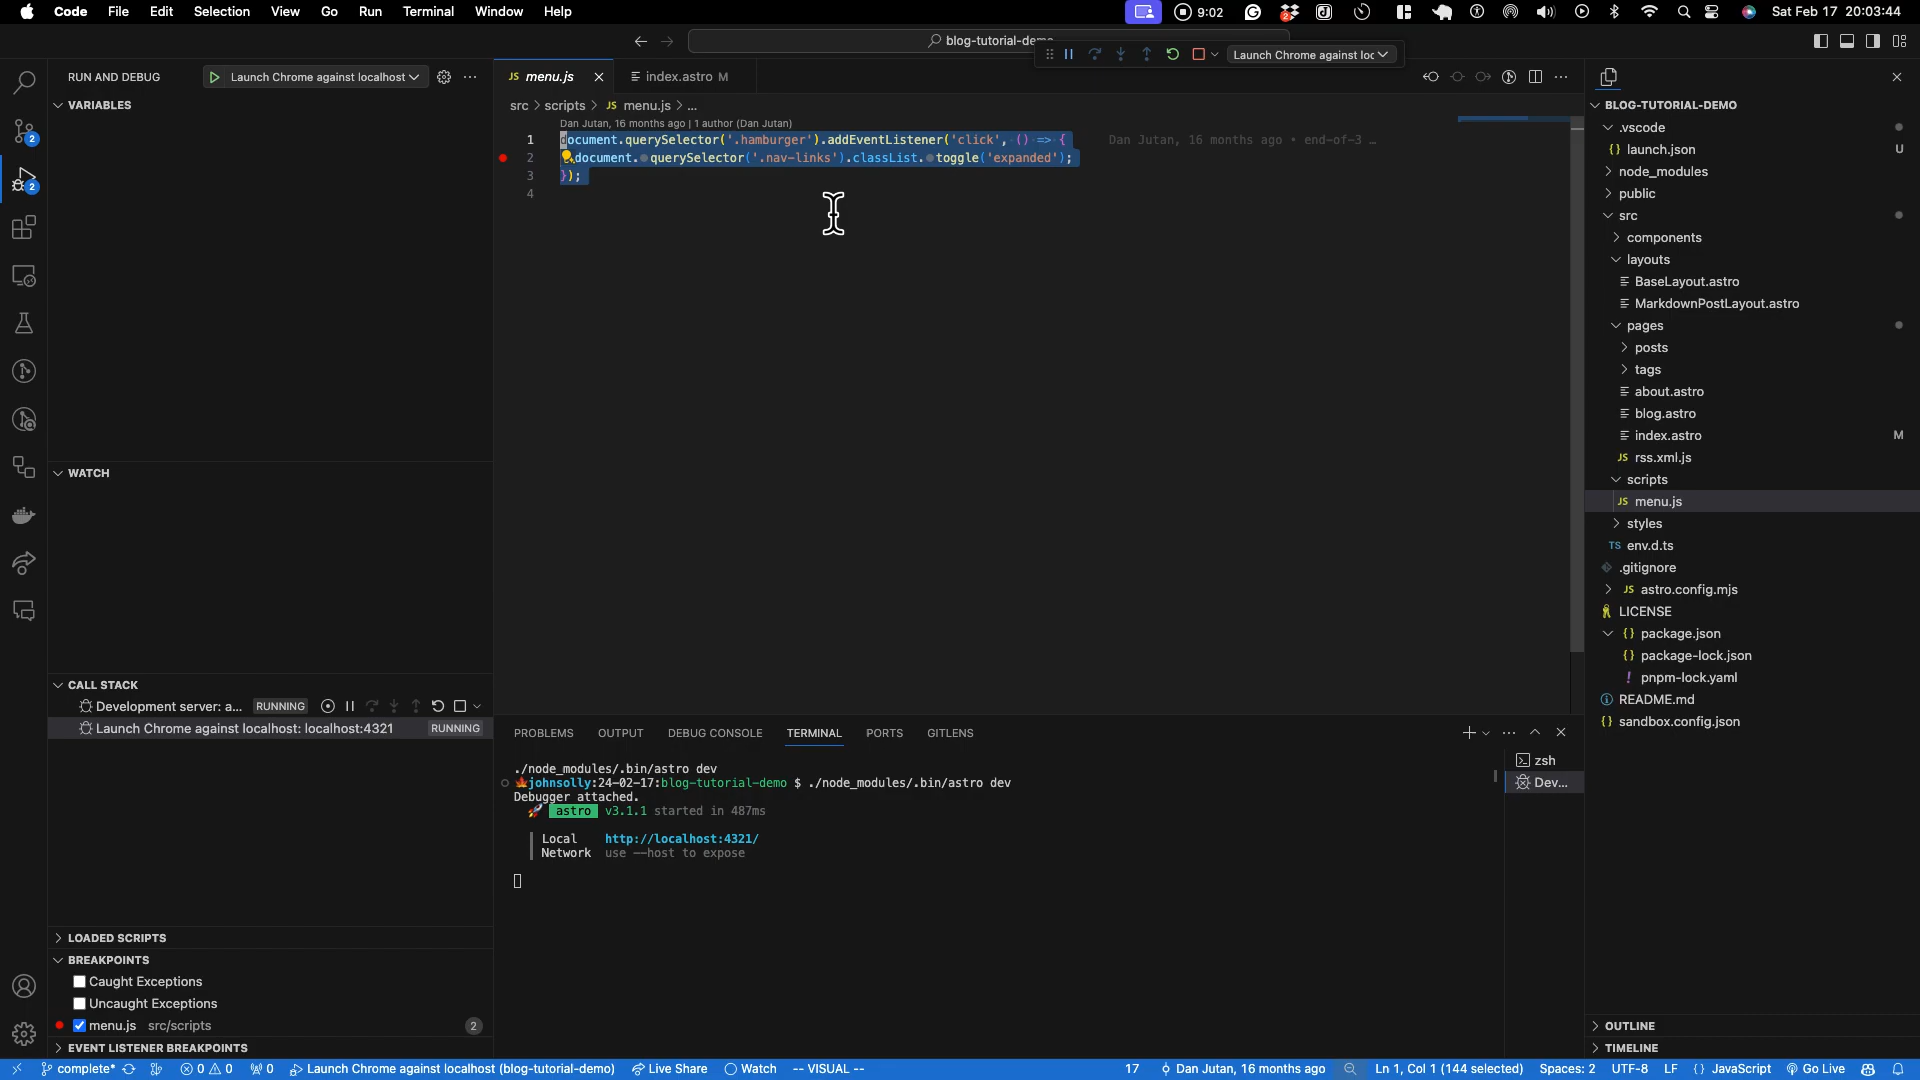 Code File Edit Selection View Go Run Terminal Window Help 9:02 2 Sat Feb 17 20:03:44
blog-tutorial-demo
Launch Chrome against loc
RUN AND DEBUG Launch Chrome against localhost
JS menu.js index.astro M
VARIABLES
src > scripts > JS menu.js > ...
Dan Jutan, 16 months ago | 1 author (Dan Jutan)
1 document.querySelector('.hamburger').addEventListener('click', () => { Dan Jutan, 16 months ago • end-of-3 …
2 document.querySelector('.nav-links').classList.toggle('expanded');
3 });
4
2
2
WATCH
CALL STACK
Development server: a... RUNNING
Launch Chrome against localhost: localhost:4321 RUNNING
LOADED SCRIPTS
BREAKPOINTS
Caught Exceptions
Uncaught Exceptions
menu.js src/scripts 2
EVENT LISTENER BREAKPOINTS
PROBLEMS OUTPUT DEBUG CONSOLE TERMINAL PORTS GITLENS
./node_modules/.bin/astro dev
johnsolly:24-02-17:blog-tutorial-demo $ ./node_modules/.bin/astro dev
Debugger attached.
astro v3.1.1 started in 487ms
Local http://localhost:4321/
Network use --host to expose
zsh
Dev...
BLOG-TUTORIAL-DEMO
.vscode
{} launch.json U
node_modules
public
src
components
layouts
BaseLayout.astro
MarkdownPostLayout.astro
pages
posts
tags
about.astro
blog.astro
index.astro M
JS rss.xml.js
scripts
JS menu.js
styles
TS env.d.ts
.gitignore
JS astro.config.mjs
LICENSE
{} package.json
{} package-lock.json
! pnpm-lock.yaml
README.md
{} sandbox.config.json
OUTLINE
TIMELINE
complete* 0 0 0 Launch Chrome against localhost (blog-tutorial-demo) Live Share Watch -- VISUAL -- 17 Dan Jutan, 16 months ago Ln 1, Col 1 (144 selected) Spaces: 2 UTF-8 LF {} JavaScript Go Live